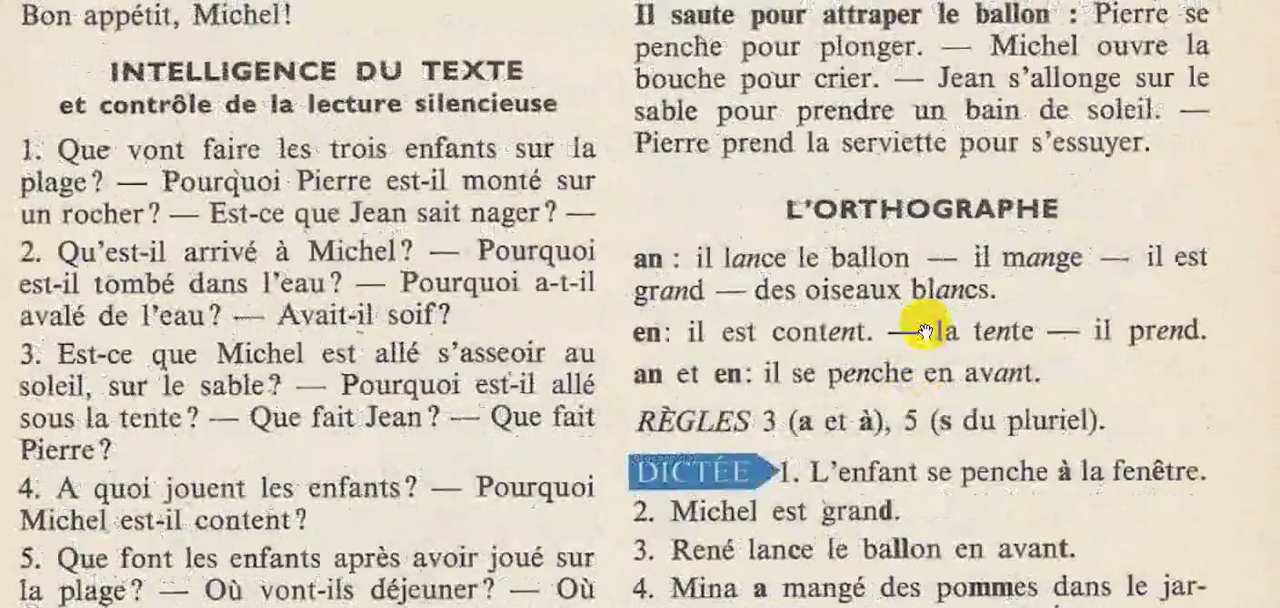 Bon appétit, Michel!
INTELLIGENCE DU TEXTE
et contrôle de la lecture silencieuse
1. Que vont faire les trois enfants sur la
plage? — Pourquoi Pierre est-il monté sur
un rocher? — Est-ce que Jean sait nager? —
2. Qu'est-il arrivé à Michel? — Pourquoi
est-il tombé dans l'eau? — Pourquoi a-t-il
avalé de l'eau? — Avait-il soif?
3. Est-ce que Michel est allé s'asseoir au
soleil, sur le sable? — Pourquoi est-il allé
sous la tente? — Que fait Jean? — Que fait
Pierre?
4. A quoi jouent les enfants? — Pourquoi
Michel est-il content?
5. Que font les enfants après avoir joué sur
la plage? — Où vont-ils déjeuner? — Où
Il saute pour attraper le ballon : Pierre se
penche pour plonger. — Michel ouvre la
bouche pour crier. — Jean s'allonge sur le
sable pour prendre un bain de soleil. —
Pierre prend la serviette pour s'essuyer.
L'ORTHOGRAPHE
an : il lance le ballon — il mange — il est
grand — des oiseaux blancs.
en: il est content. — la tente — il prend.
an et en: il se penche en avant.
RÈGLES 3 (a et à), 5 (s du pluriel).
DICTÉE 1. L'enfant se penche à la fenêtre.
2. Michel est grand.
3. René lance le ballon en avant.
4. Mina a mangé des pommes dans le jar-